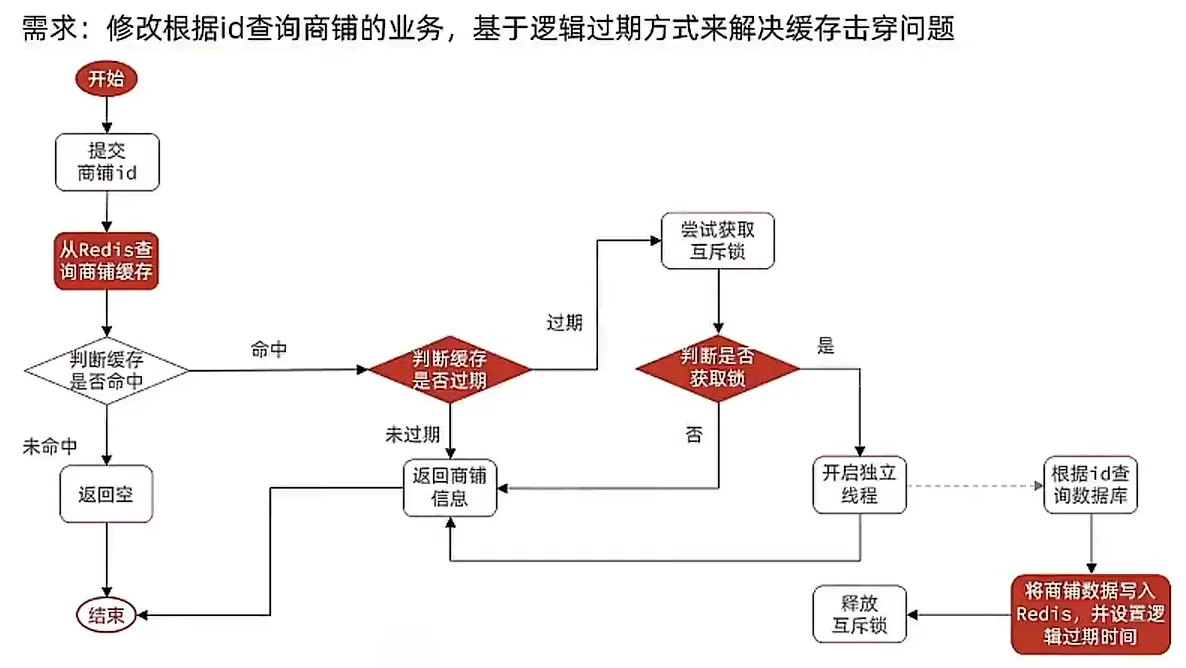 需求：修改根据id查询商铺的业务，基于逻辑过期方式来解决缓存击穿问题
开始
提交
商铺id
从Redis查
询商铺缓存
判断缓存
是否命中
命中
未命中
返回空
结束
判断缓存
是否过期
过期
未过期
返回商铺
信息
尝试获取
互斥锁
判断是否
获取锁
是
否
开启独立
线程
根据id查
询数据库
将商铺数据写入
Redis，并设置逻
辑过期时间
释放
互斥锁